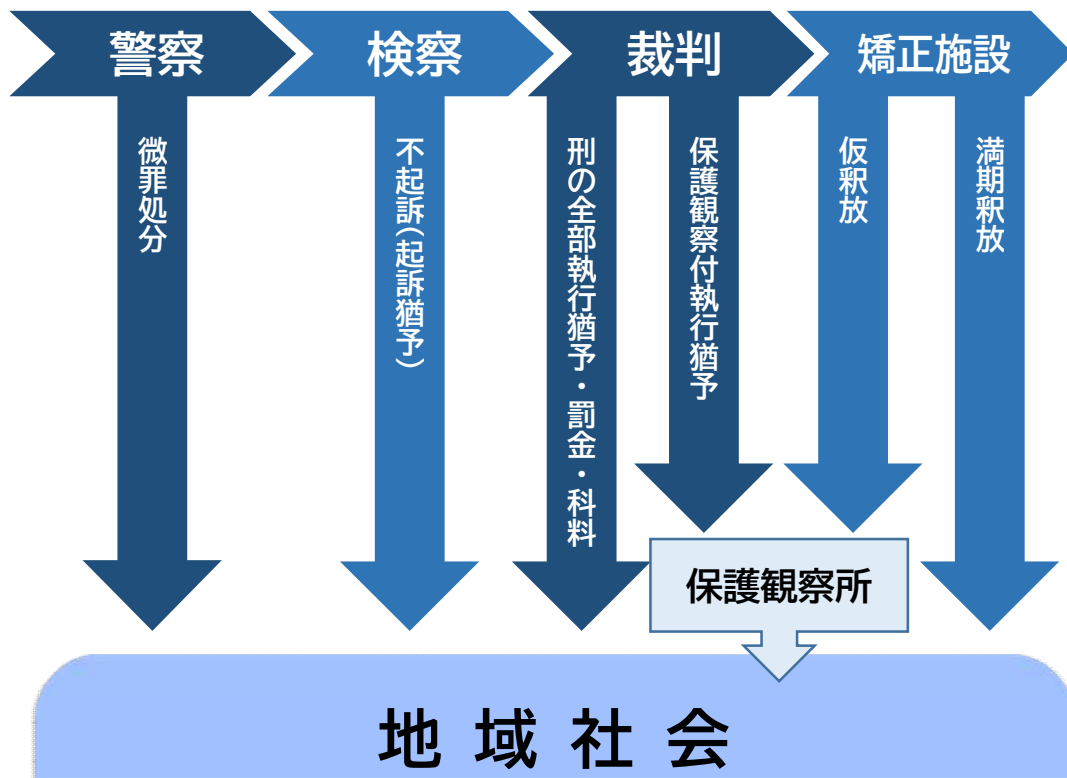 警察
検察
裁判
矯正施設
微罪処分
不起訴(起訴猶予)
刑の全部執行猶予・罰金・科料
保護観察付執行猶予
仮釈放
満期釈放
保護観察所
地域社会